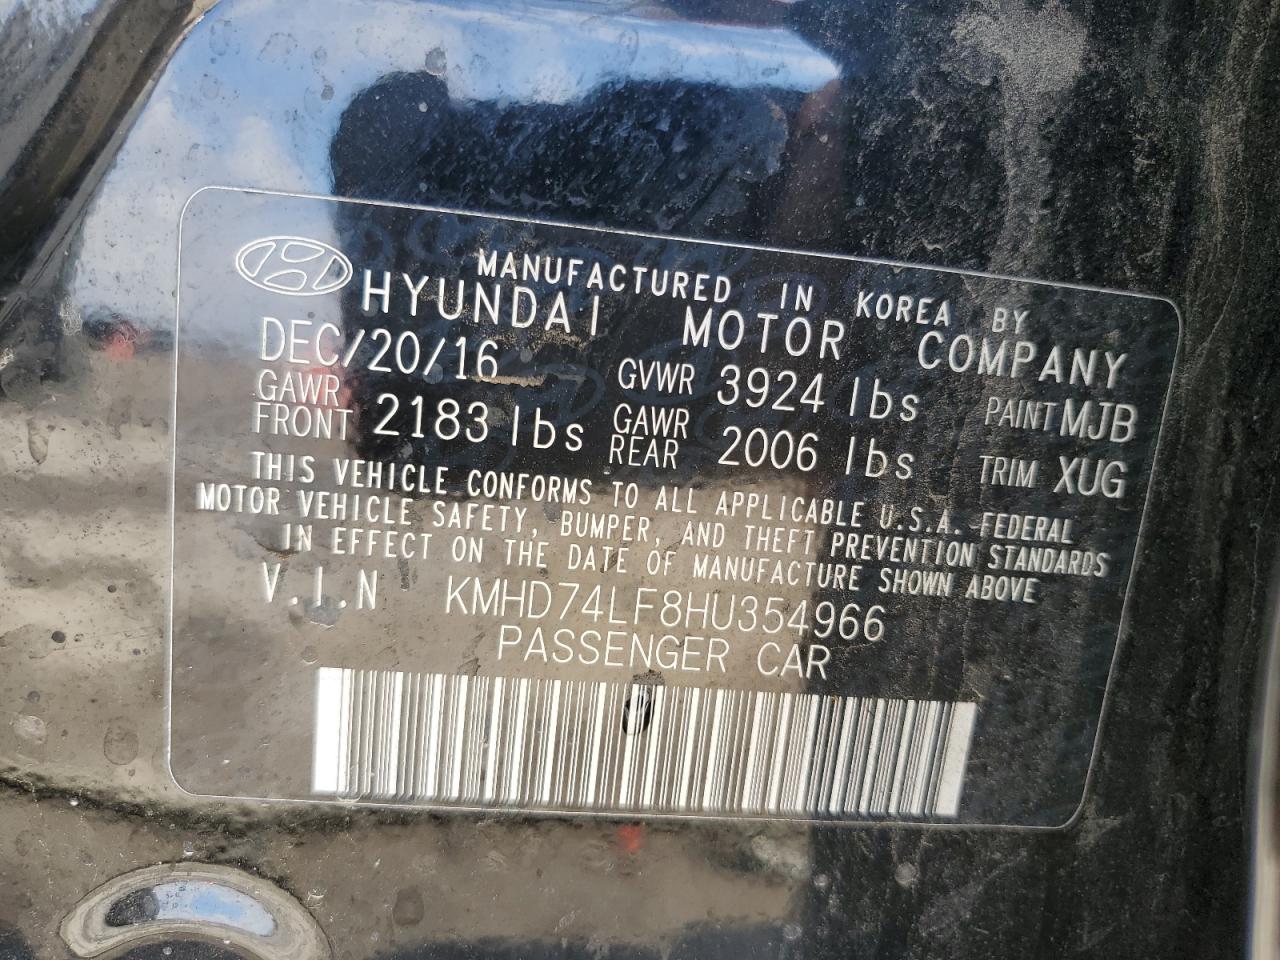 MANUFACTURED IN KOREA BY
HYUNDAI MOTOR COMPANY
DEC/20/16 GVWR 3924 lbs PAINT MJB
GAWR FRONT 2183 lbs GAWR REAR 2006 lbs TRIM XUG
THIS VEHICLE CONFORMS TO ALL APPLICABLE U.S.A. FEDERAL
MOTOR VEHICLE SAFETY, BUMPER, AND THEFT PREVENTION STANDARDS
IN EFFECT ON THE DATE OF MANUFACTURE SHOWN ABOVE
V.I.N KMHD74LF8HU354966
PASSENGER CAR